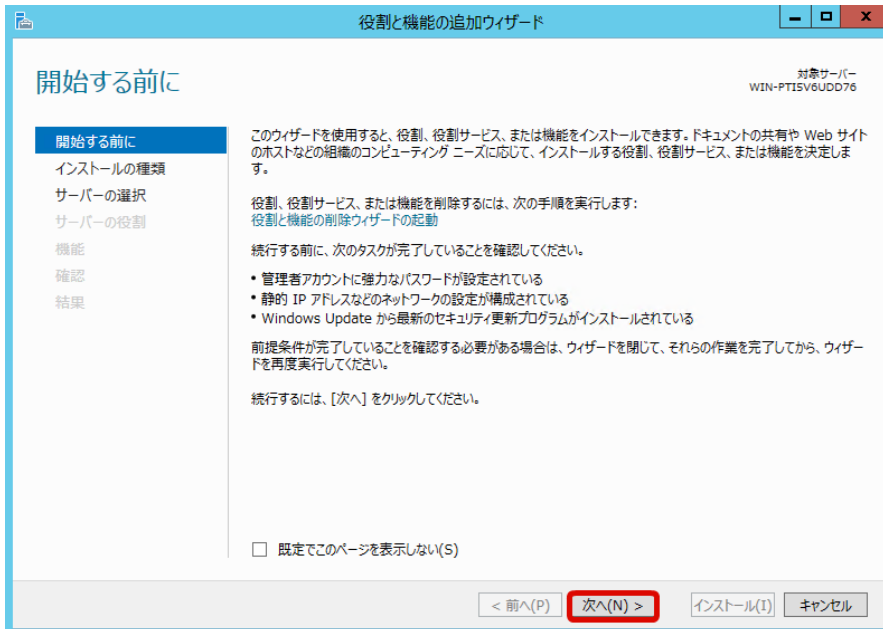 役割と機能の追加ウィザード
x
開始する前に
対象サーバー
WIN-PTISV6UDD76
開始する前に
インストールの種類
サーバーの選択
サーバーの役割
機能
確認
結果
このウィザードを使用すると、役割、役割サービス、または機能をインストールできます。ドキュメントの共有や Web サイト
のホストなどの組織のコンピューティング ニーズに応じて、インストールする役割、役割サービス、または機能を決定しま
す。
役割、役割サービス、または機能を削除するには、次の手順を実行します:
役割と機能の削除ウィザードの起動
続行する前に、次のタスクが完了していることを確認してください。
• 管理者アカウントに強力なパスワードが設定されている
• 静的 IP アドレスなどのネットワークの設定が構成されている
• Windows Update から最新のセキュリティ更新プログラムがインストールされている
前提条件が完了していることを確認する必要がある場合は、ウィザードを閉じて、それらの作業を完了してから、ウィザー
ドを再度実行してください。
続行するには、[次へ] をクリックしてください。
既定でこのページを表示しない(S)
< 前へ(P) 次へ(N) > インストール(I) キャンセル